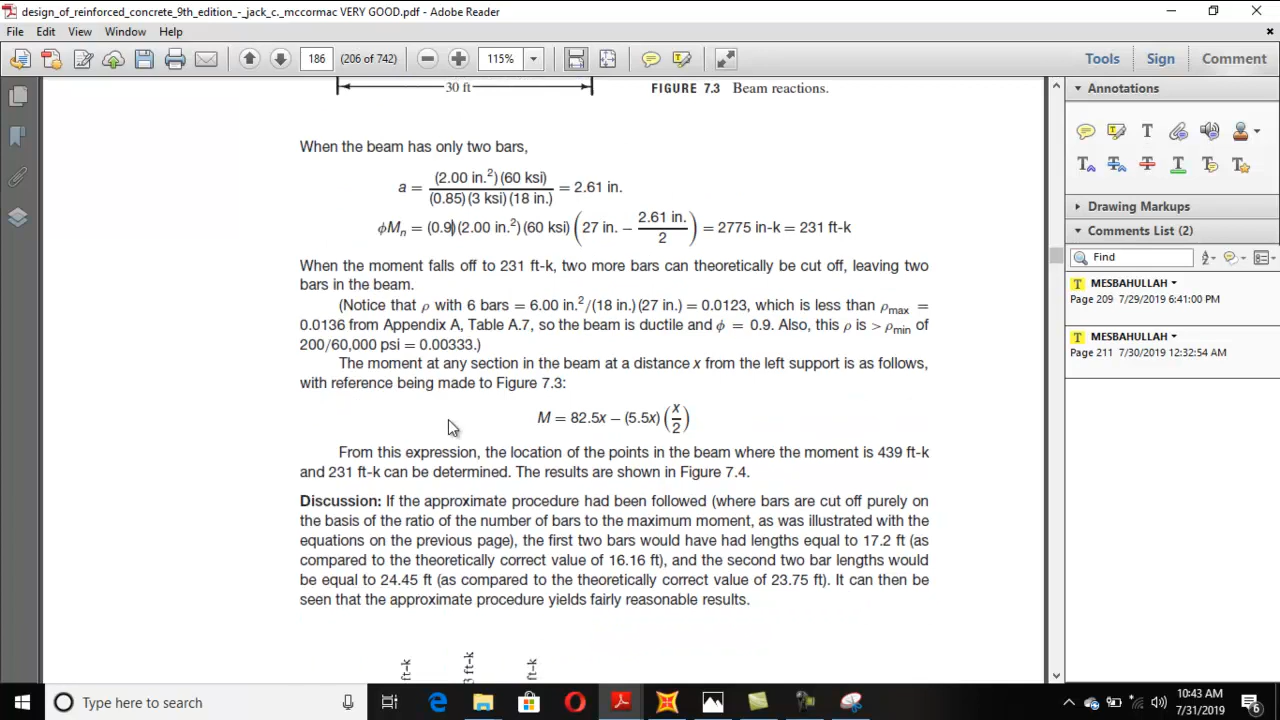 design_of_reinforced_concrete_9th_edition_-_jack_c._mccormac VERY GOOD.pdf - Adobe Reader
File Edit View Window Help
186 (206 of 742) 115% Tools Sign Comment
30 ft FIGURE 7.3 Beam reactions.
When the beam has only two bars,
a = (2.00 in.²)(60 ksi) / (0.85)(3 ksi)(18 in.) = 2.61 in.
ϕMn = (0.9)(2.00 in.²)(60 ksi) (27 in. − 2.61 in. / 2) = 2775 in-k = 231 ft-k
When the moment falls off to 231 ft-k, two more bars can theoretically be cut off, leaving two
bars in the beam.
(Notice that ρ with 6 bars = 6.00 in.²/(18 in.)(27 in.) = 0.0123, which is less than ρmax =
0.0136 from Appendix A, Table A.7, so the beam is ductile and ϕ = 0.9. Also, this ρ is > ρmin of
200/60,000 psi = 0.00333.)
The moment at any section in the beam at a distance x from the left support is as follows,
with reference being made to Figure 7.3:
M = 82.5x − (5.5x) (x / 2)
From this expression, the location of the points in the beam where the moment is 439 ft-k
and 231 ft-k can be determined. The results are shown in Figure 7.4.
Discussion: If the approximate procedure had been followed (where bars are cut off purely on
the basis of the ratio of the number of bars to the maximum moment, as was illustrated with the
equations on the previous page), the first two bars would have had lengths equal to 17.2 ft (as
compared to the theoretically correct value of 16.16 ft), and the second two bar lengths would
be equal to 24.45 ft (as compared to the theoretically correct value of 23.75 ft). It can then be
seen that the approximate procedure yields fairly reasonable results.
ft-k ft-k ft-k
Annotations
Drawing Markups
Comments List (2)
Find
MESBAHULLAH
Page 209 7/29/2019 6:41:00 PM
MESBAHULLAH
Page 211 7/30/2019 12:32:54 AM
Type here to search
10:43 AM
7/31/2019
6